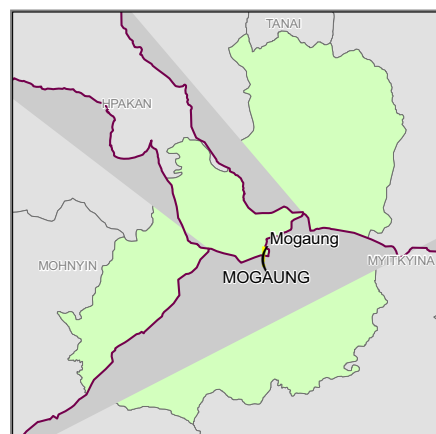 TANAI
HPAKAN
Mogaung
MOHNYIN
MYITKYINA
MOGAUNG